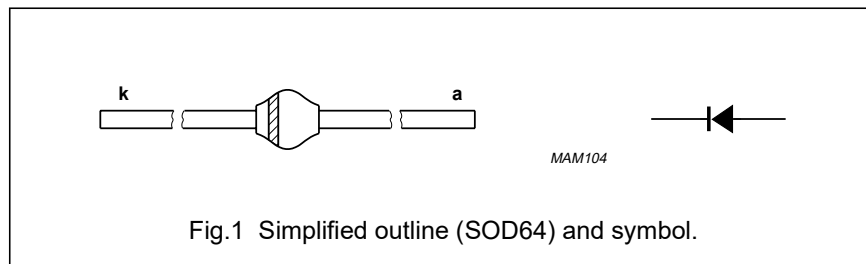 k
a
MAM104
Fig.1 Simplified outline (SOD64) and symbol.